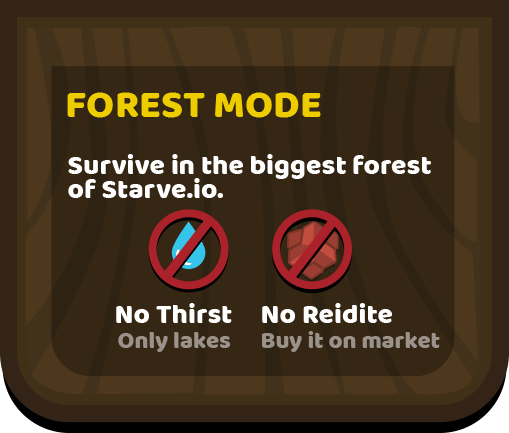 FOREST MODE
Survive in the biggest forest
of Starve.io.
No Thirst
Only lakes
No Reidite
Buy it on market